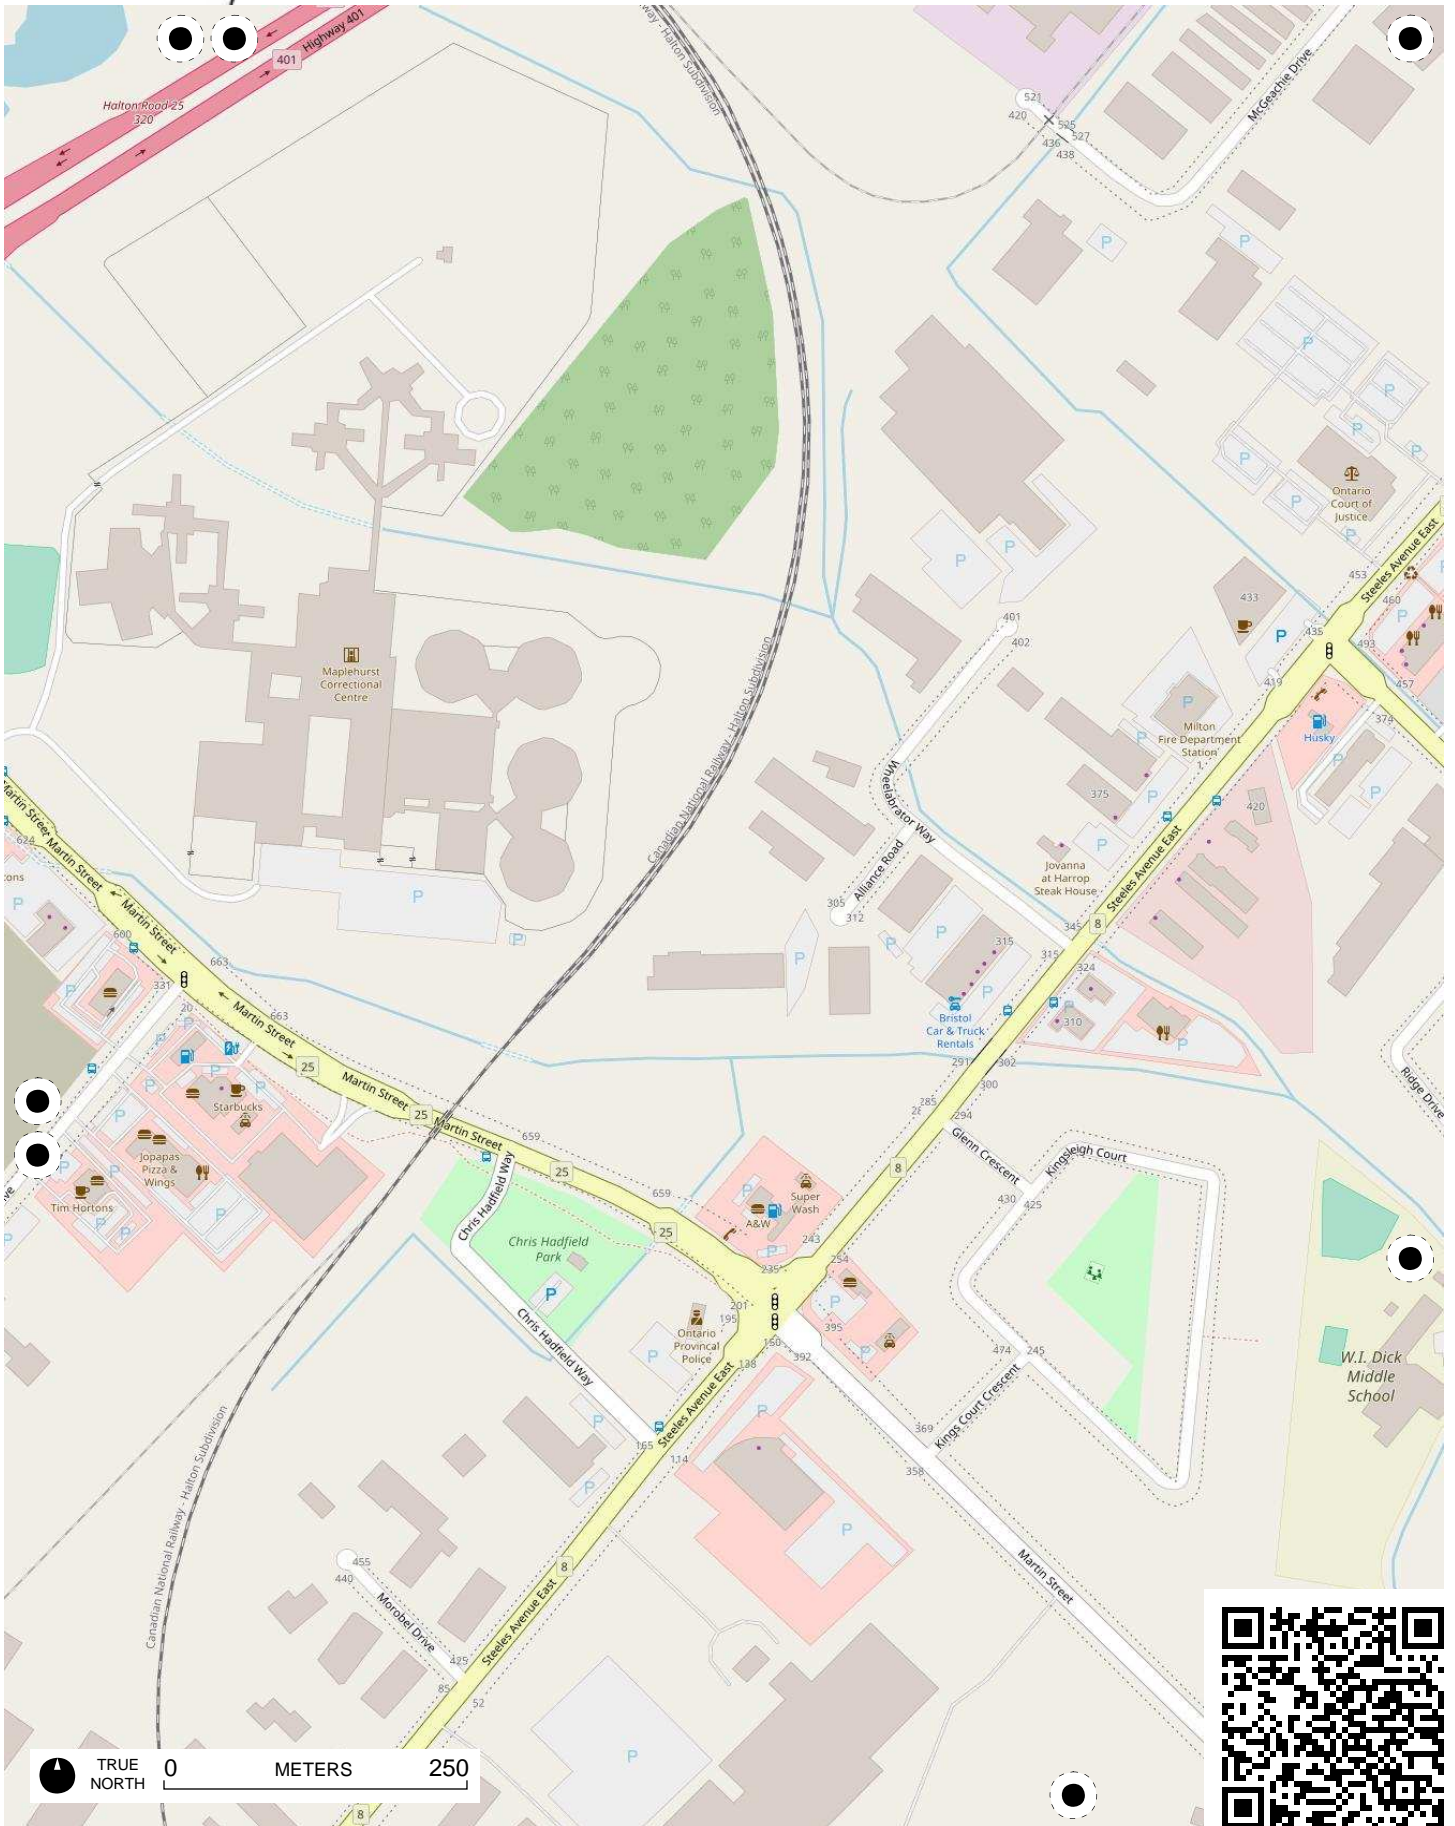 Highway 401
401
Halton Road 25
320
way - Halton Subdivision
McGeachie Drive
521
420
525
527
436
438
P
P
P
P
P
P
P
P
Ontario
Court of
Justice
P
Steeles Avenue East
453
460
433
P
P
435
493
457
419
401
402
P
Maplehurst
Correctional
Centre
Canadian National Railway - Halton Subdivision
P
Milton
Fire Department
Station
1
Husky
374
P
P
375
P
420
Wheelabrator Way
Martin Street
Martin Street
624
Jovanna
at Harrop
Steak House
P
Steeles Avenue East
Alliance Road
305
312
345
8
P
tons
P
P
Martin Street
600
663
P
P
P
315
315
324
P
331
20
P
Martin Street
663
Bristol
Car & Truck
Rentals
P
310
P
P
P
25
291
302
300
Ridge Drive
Martin Street
Starbucks
P
25
Martin Street
659
285
28
294
Glenn Crescent
Kingsleigh Court
Jopapas
Pizza &
Wings
P
Tim Hortons
P
P
P
ive
Chris Hadfield Way
25
659
8
430
425
P
Super
Wash
A&W
P
243
254
235
Chris Hadfield
Park
25
P
201
195
Ontario
Provincal
Police
P
150
138
392
395
P
P
474
245
W.I. Dick
Middle
School
Chris Hadfield Way
Steeles Avenue East
Kings Court Crescent
369
358
P
P
165
114
P
P
Canadian National Railway - Halton Subdivision
455
440
Morobel Drive
8
Steeles Avenue East
Martin Street
425
85
52
P
TRUE
NORTH
0 METERS 250
8